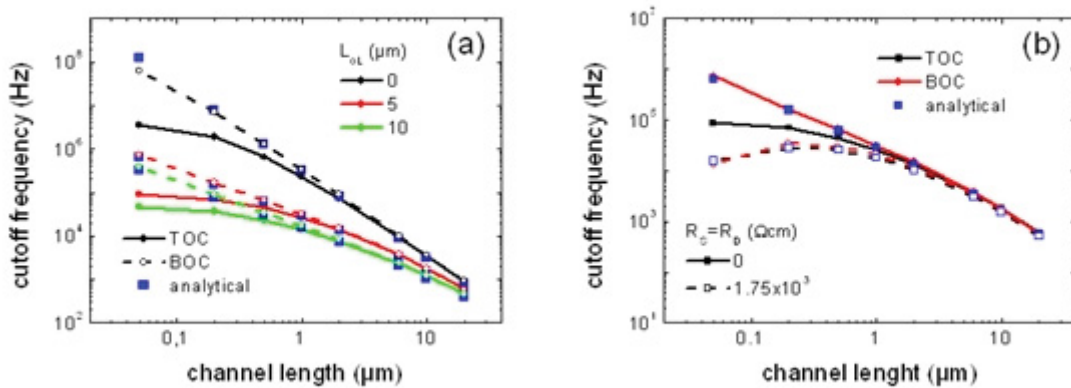 (a)
L_oL (μm)
0
5
10
TOC
BOC
analytical
cutoff frequency (Hz)
10⁸
10⁶
10⁴
10²
0,1
1
10
channel length (μm)
(b)
TOC
BOC
analytical
R_S=R_D (Ωcm)
0
1.75x10³
cutoff frequency (Hz)
10⁷
10⁵
10³
10¹
0.1
1
10
channel lenght (μm)